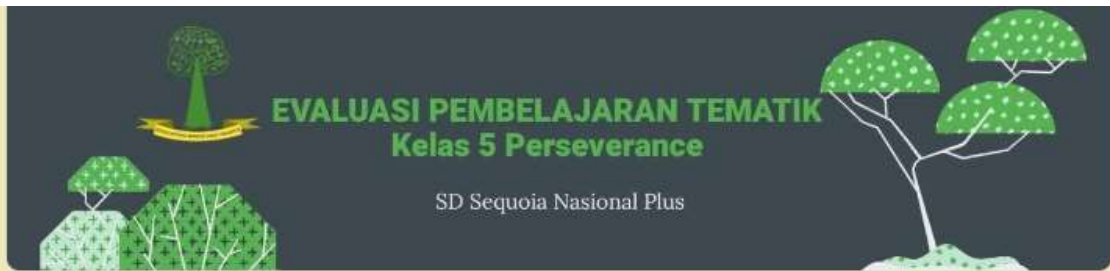 EVALUASI PEMBELAJARAN TEMATIK
Kelas 5 Perseverance
SD Sequoia Nasional Plus